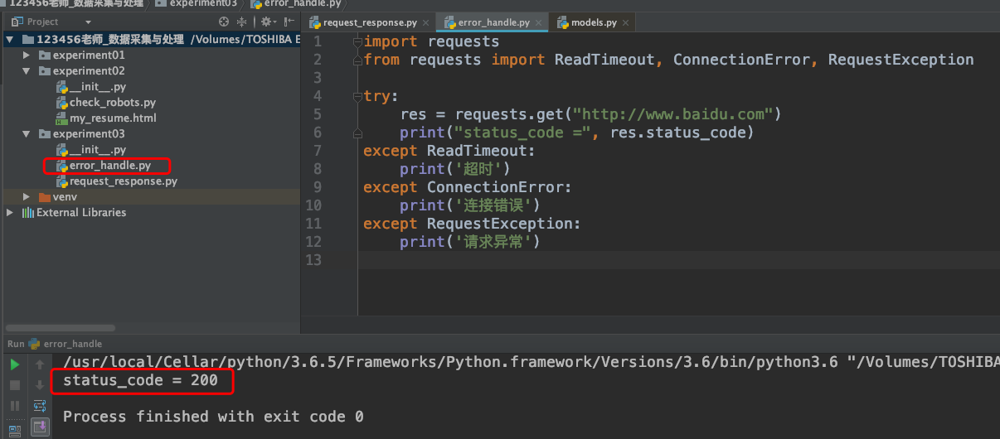 123456老师_数据采集与处理 experiment03 error_handle.py
Project
123456老师_数据采集与处理 /Volumes/TOSHIBA E
experiment01
experiment02
__init__.py
check_robots.py
my_resume.html
experiment03
__init__.py
error_handle.py
request_response.py
venv
External Libraries
request_response.py error_handle.py models.py
1 import requests
2 from requests import ReadTimeout, ConnectionError, RequestException
3
4 try:
5     res = requests.get("http://www.baidu.com")
6     print("status_code =", res.status_code)
7 except ReadTimeout:
8     print('超时')
9 except ConnectionError:
10     print('连接错误')
11 except RequestException:
12     print('请求异常')
13
Run error_handle
/usr/local/Cellar/python/3.6.5/Frameworks/Python.framework/Versions/3.6/bin/python3.6 "/Volumes/TOSHIBA
status_code = 200
Process finished with exit code 0